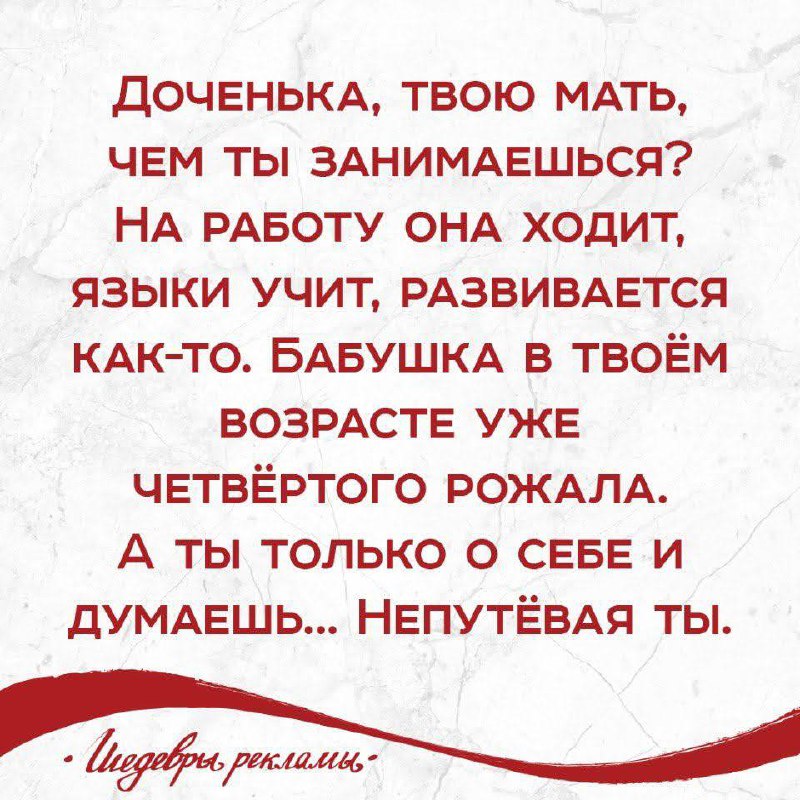 Доченька, твою мать,
чем ты занимаешься?
На работу она ходит,
языки учит, развивается
как-то. Бабушка в твоём
возрасте уже
четвёртого рожала.
А ты только о себе и
думаешь... Непутёвая ты.
• Шедевры рекламы •